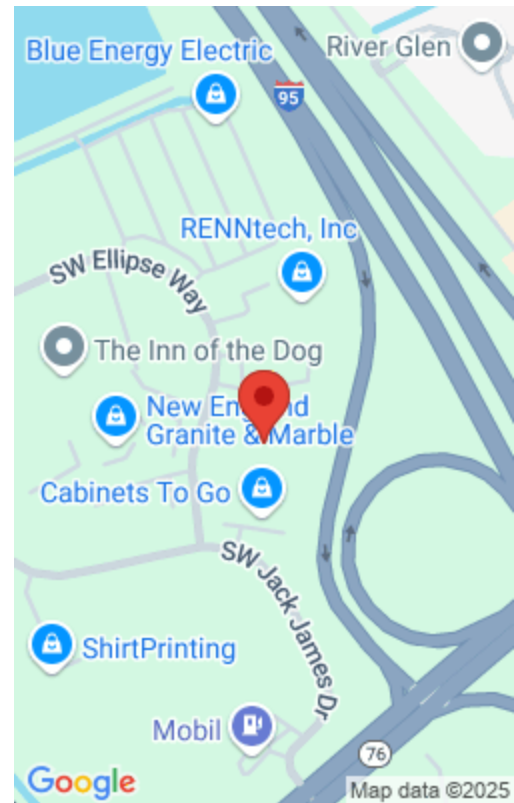 Blue Energy Electric
River Glen
95
RENNtech, Inc
SW Ellipse Way
The Inn of the Dog
New England
Granite & Marble
Cabinets To Go
SW Jack James Dr
ShirtPrinting
Mobil
76
Google
Map data ©2025